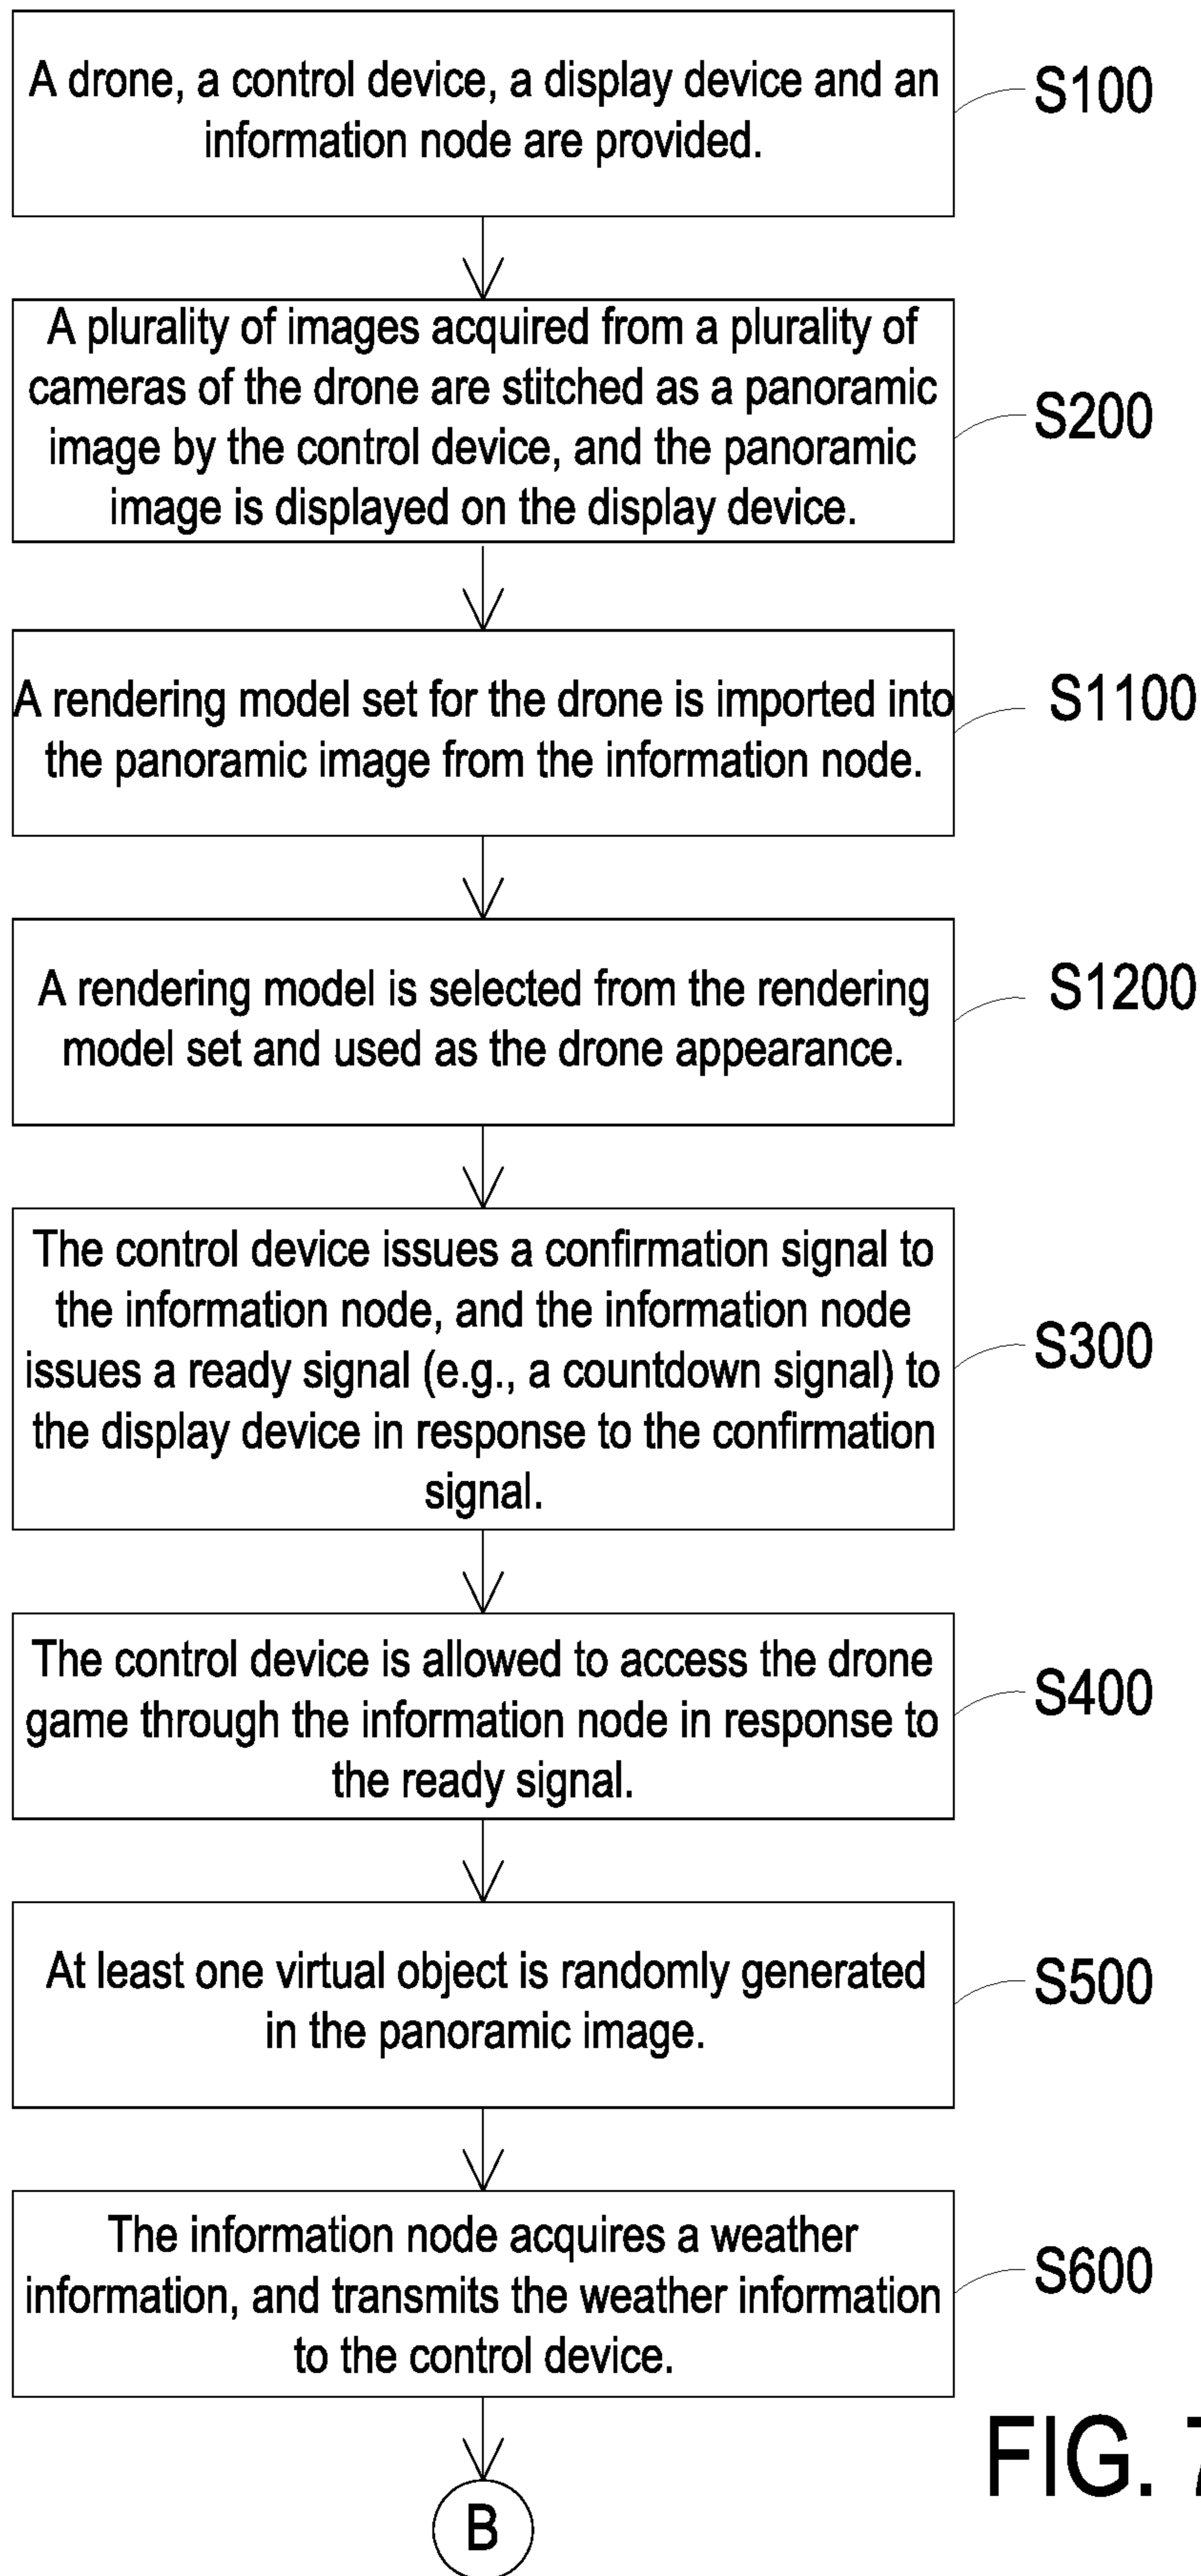 A drone, a control device, a display device and an
information node are provided.
S100
A plurality of images acquired from a plurality of
cameras of the drone are stitched as a panoramic
image by the control device, and the panoramic
image is displayed on the display device.
S200
A rendering model set for the drone is imported into
the panoramic image from the information node.
S1100
A rendering model is selected from the rendering
model set and used as the drone appearance.
S1200
The control device issues a confirmation signal to
the information node, and the information node
issues a ready signal (e.g., a countdown signal) to
the display device in response to the confirmation
signal.
S300
The control device is allowed to access the drone
game through the information node in response to
the ready signal.
S400
At least one virtual object is randomly generated
in the panoramic image.
S500
The information node acquires a weather
information, and transmits the weather information
to the control device.
S600
FIG. 7
B